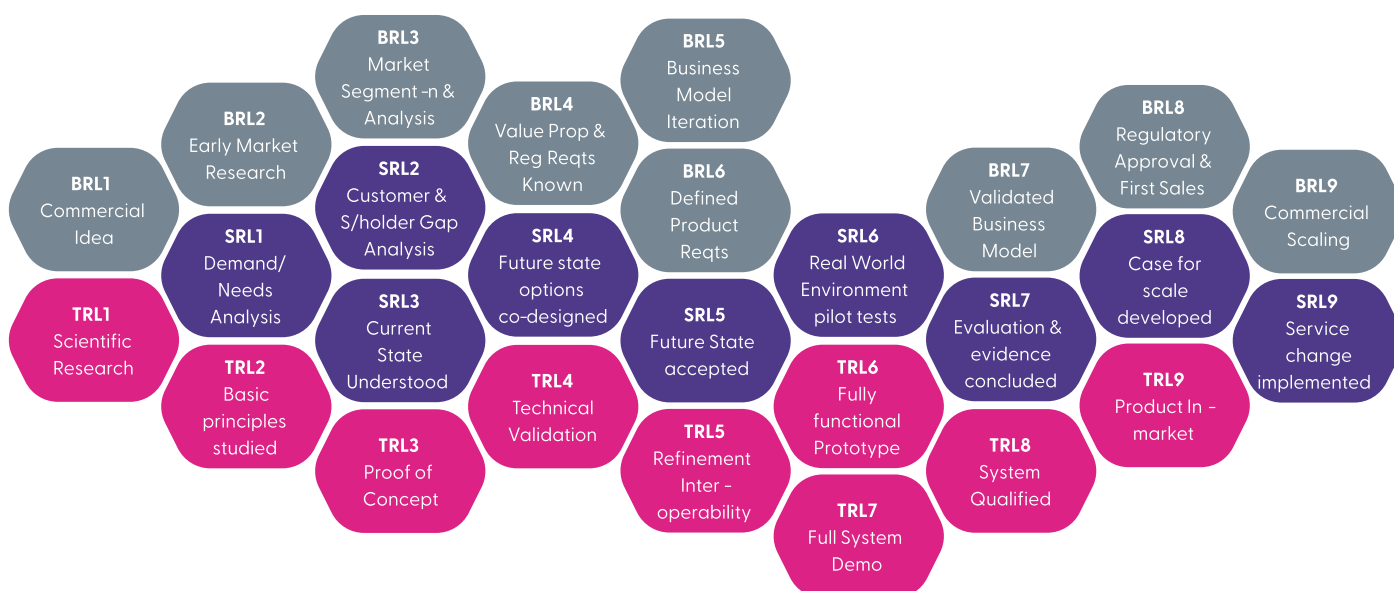 BRL1
Commercial
Idea
TRL1
Scientific
Research
BRL2
Early Market
Research
SRL1
Demand/
Needs
Analysis
TRL2
Basic
principles
studied
BRL3
Market
Segment -n &
Analysis
SRL2
Customer &
S/holder Gap
Analysis
SRL3
Current
State
Understood
TRL3
Proof of
Concept
BRL4
Value Prop &
Reg Reqts
Known
SRL4
Future state
options
co-designed
TRL4
Technical
Validation
BRL5
Business
Model
Iteration
BRL6
Defined
Product
Reqts
SRL5
Future State
accepted
TRL5
Refinement
Inter -
operability
SRL6
Real World
Environment
pilot tests
TRL6
Fully
functional
Prototype
TRL7
Full System
Demo
BRL7
Validated
Business
Model
SRL7
Evaluation &
evidence
concluded
TRL8
System
Qualified
BRL8
Regulatory
Approval &
First Sales
SRL8
Case for
scale
developed
TRL9
Product In -
market
BRL9
Commercial
Scaling
SRL9
Service
change
implemented